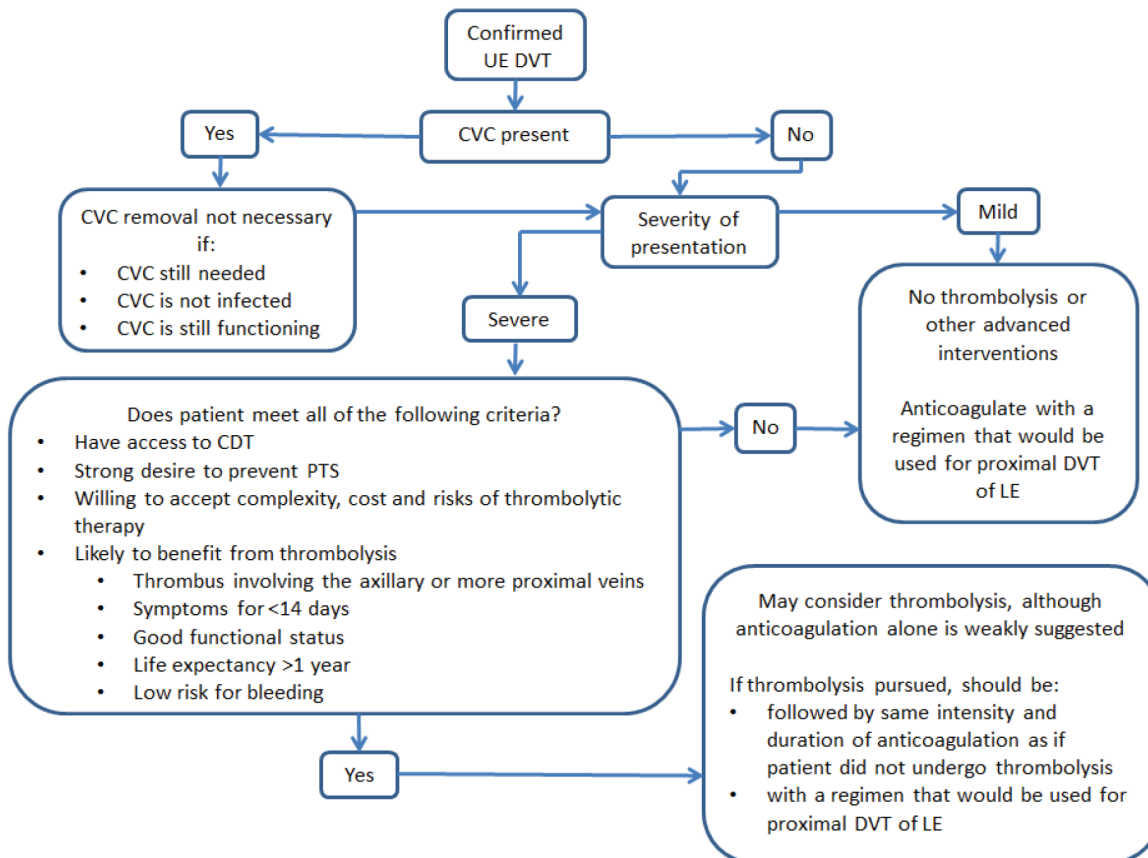 Confirmed
UE DVT
Yes
CVC present
No
CVC removal not necessary
if:
• CVC still needed
• CVC is not infected
• CVC is still functioning
Severity of
presentation
Mild
Severe
No thrombolysis or
other advanced
interventions
Anticoagulate with a
regimen that would be
used for proximal DVT
of LE
Does patient meet all of the following criteria?
• Have access to CDT
• Strong desire to prevent PTS
• Willing to accept complexity, cost and risks of thrombolytic
therapy
• Likely to benefit from thrombolysis
• Thrombus involving the axillary or more proximal veins
• Symptoms for <14 days
• Good functional status
• Life expectancy >1 year
• Low risk for bleeding
No
Yes
May consider thrombolysis, although
anticoagulation alone is weakly suggested
If thrombolysis pursued, should be:
• followed by same intensity and
duration of anticoagulation as if
patient did not undergo thrombolysis
• with a regimen that would be used for
proximal DVT of LE